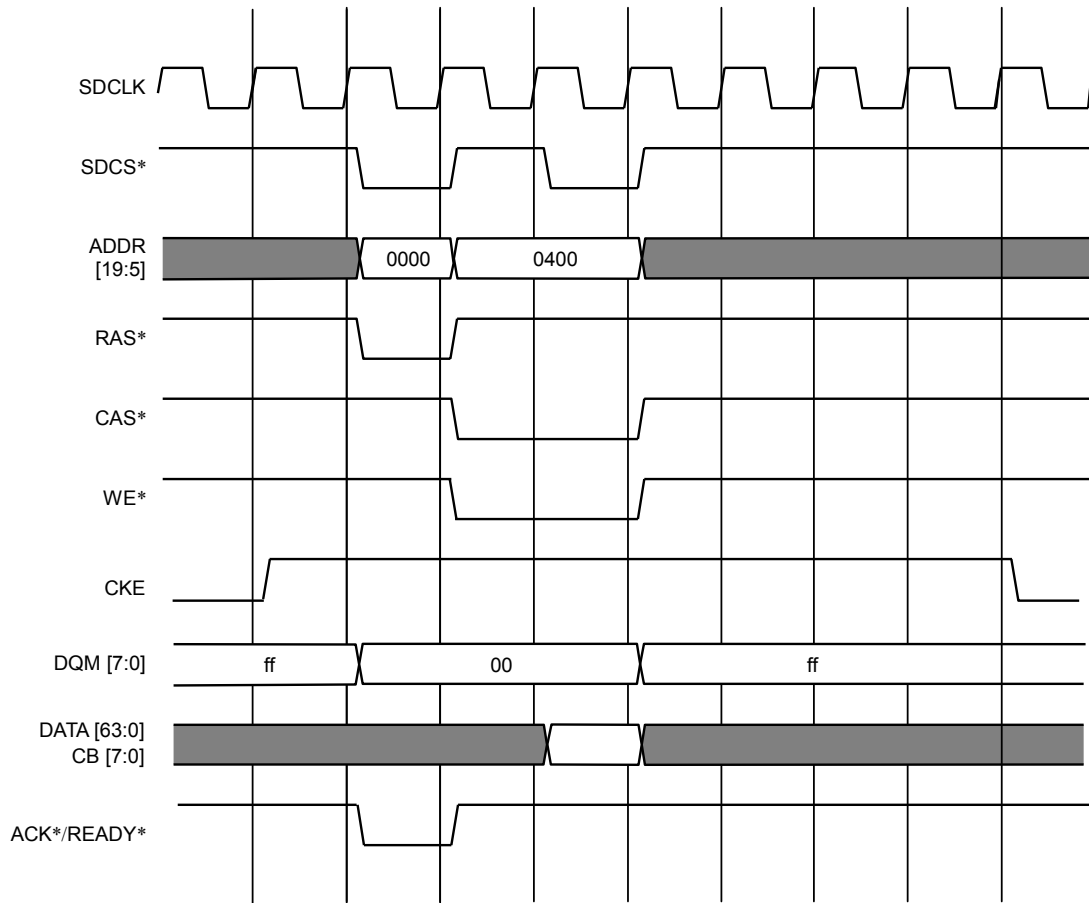 SDCLK
SDCS*
ADDR
[19:5]
0000
0400
RAS*
CAS*
WE*
CKE
DQM [7:0]
ff
00
ff
DATA [63:0]
CB [7:0]
ACK*/READY*